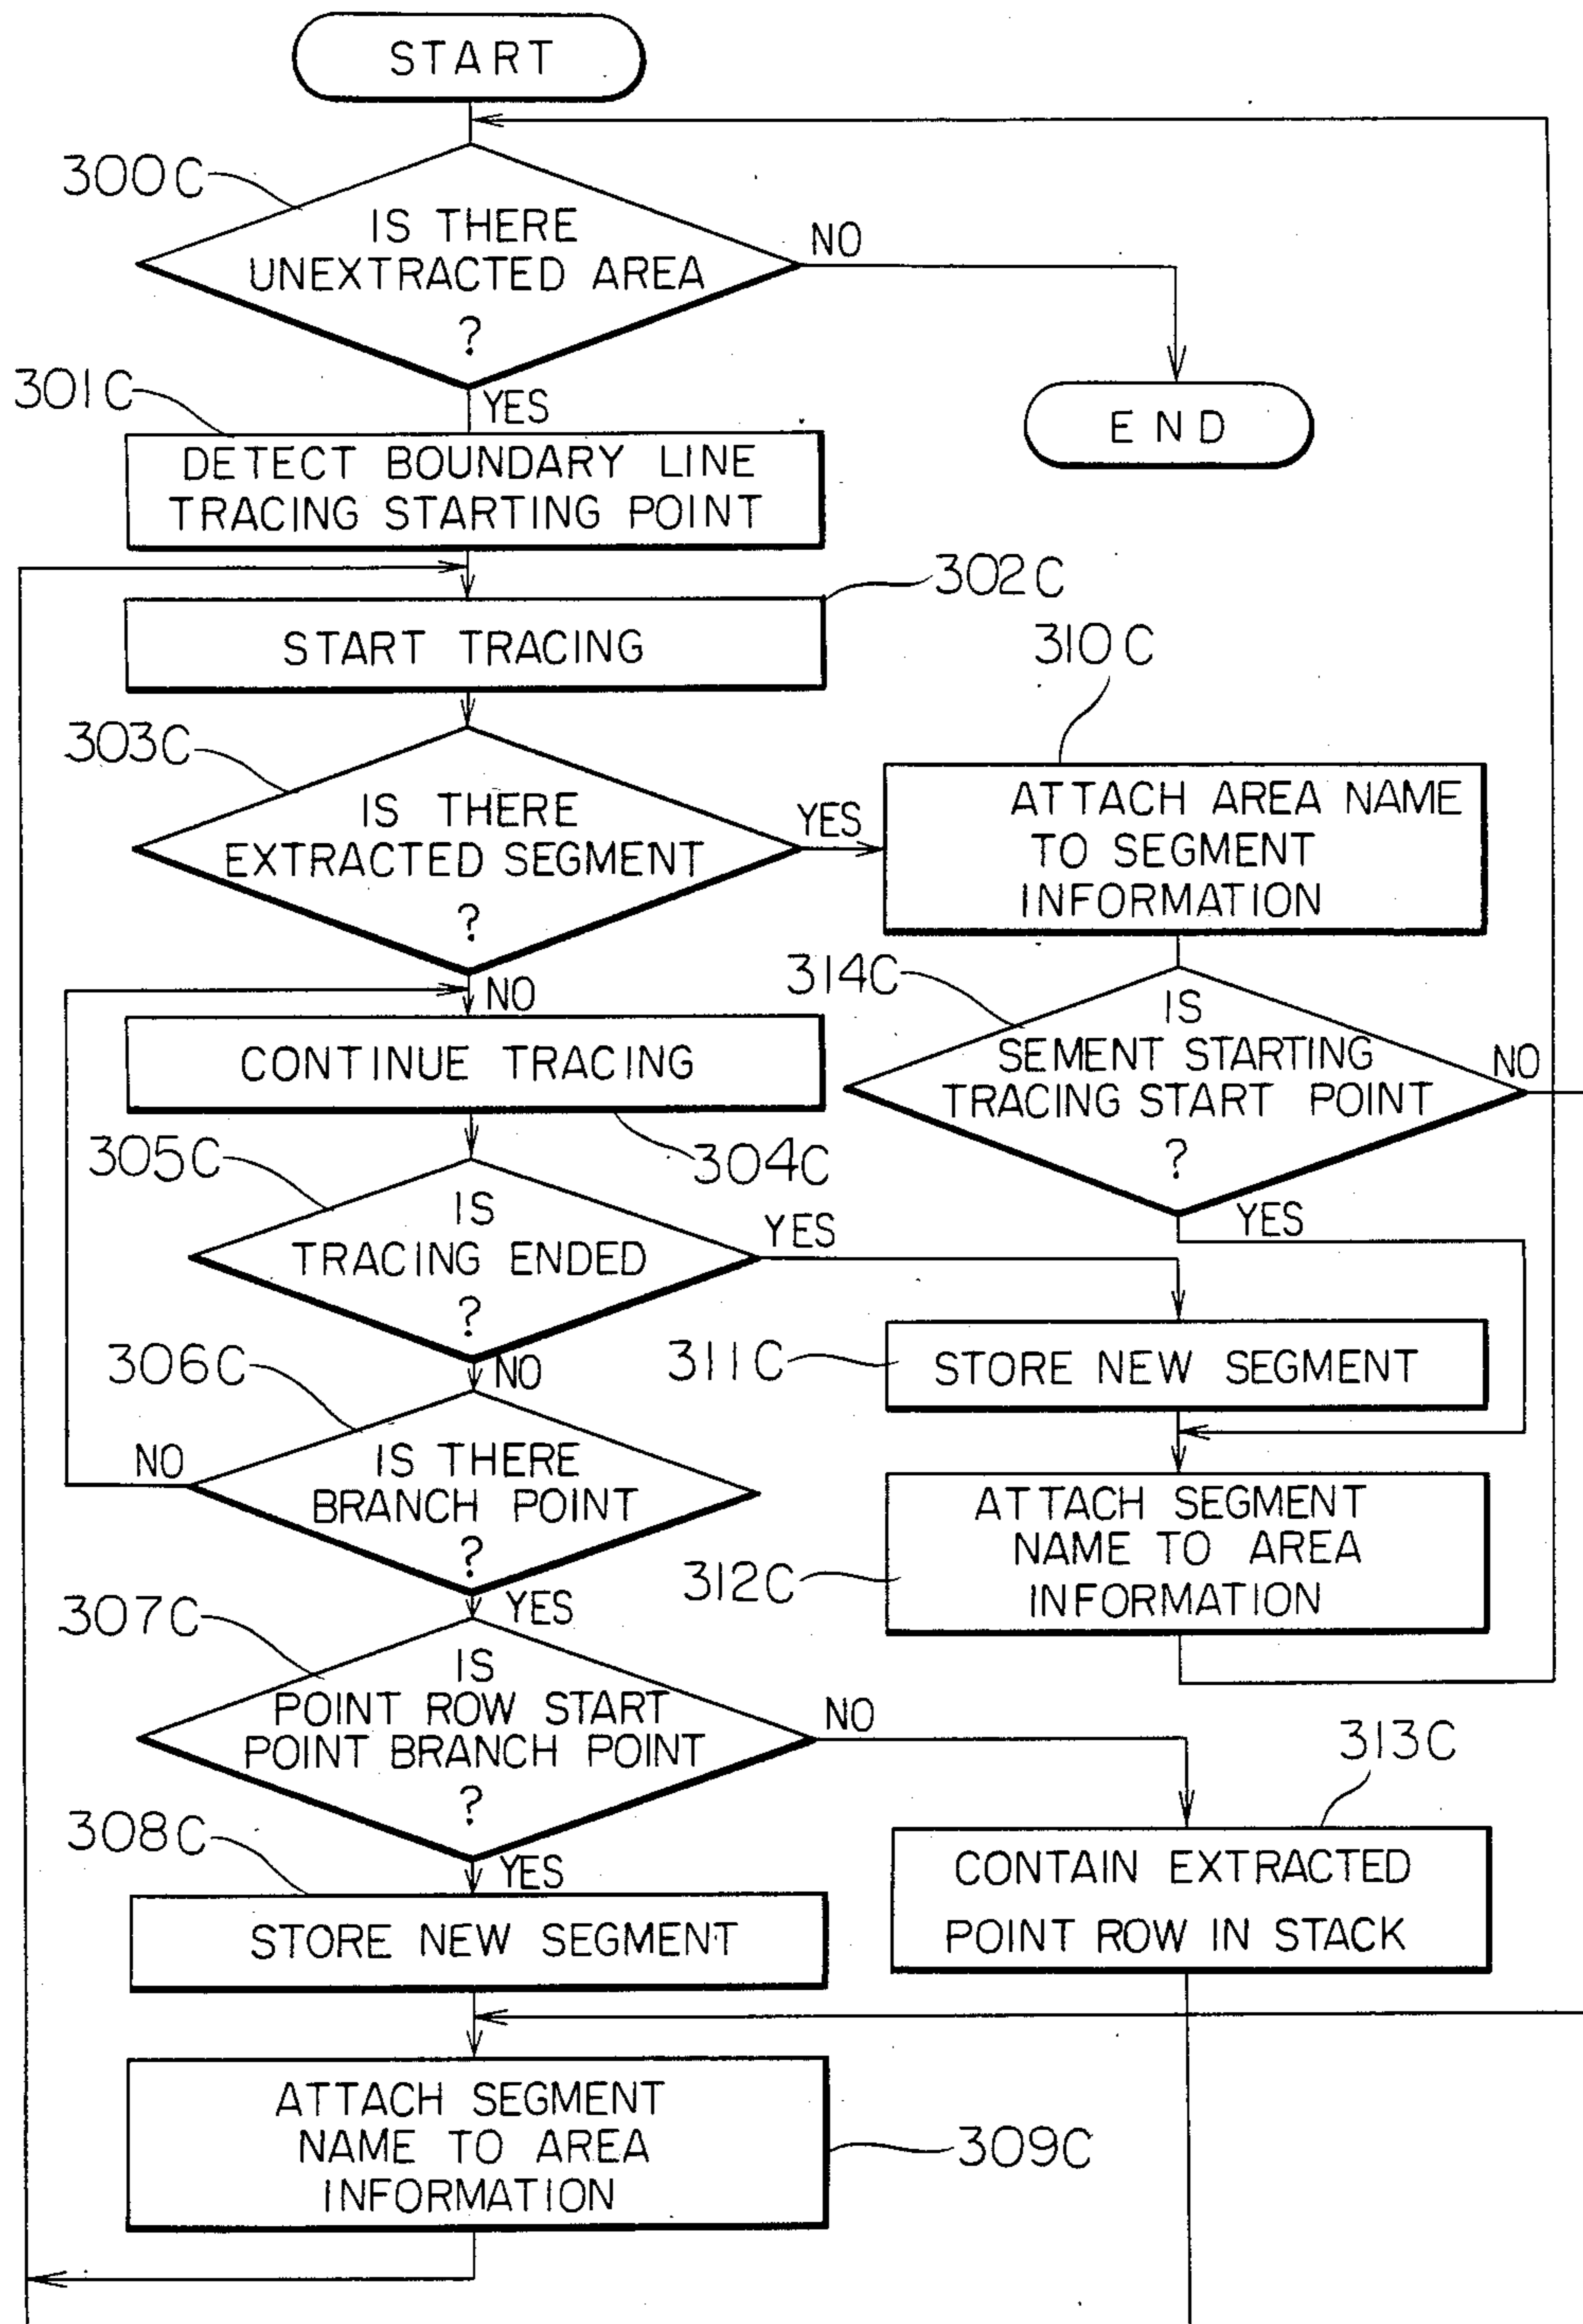 START
300C
IS THERE
UNEXTRACTED AREA
?
NO
YES
END
301C
DETECT BOUNDARY LINE
TRACING STARTING POINT
302C
START TRACING
303C
IS THERE
EXTRACTED SEGMENT
?
YES
NO
310C
ATTACH AREA NAME
TO SEGMENT
INFORMATION
314C
IS
SEMENT STARTING
TRACING START POINT
?
NO
YES
CONTINUE TRACING
304C
305C
IS
TRACING ENDED
?
YES
NO
311C
STORE NEW SEGMENT
306C
IS THERE
BRANCH POINT
?
NO
YES
312C
ATTACH SEGMENT
NAME TO AREA
INFORMATION
307C
IS
POINT ROW START
POINT BRANCH POINT
?
NO
YES
313C
CONTAIN EXTRACTED
POINT ROW IN STACK
308C
STORE NEW SEGMENT
ATTACH SEGMENT
NAME TO AREA
INFORMATION
309C